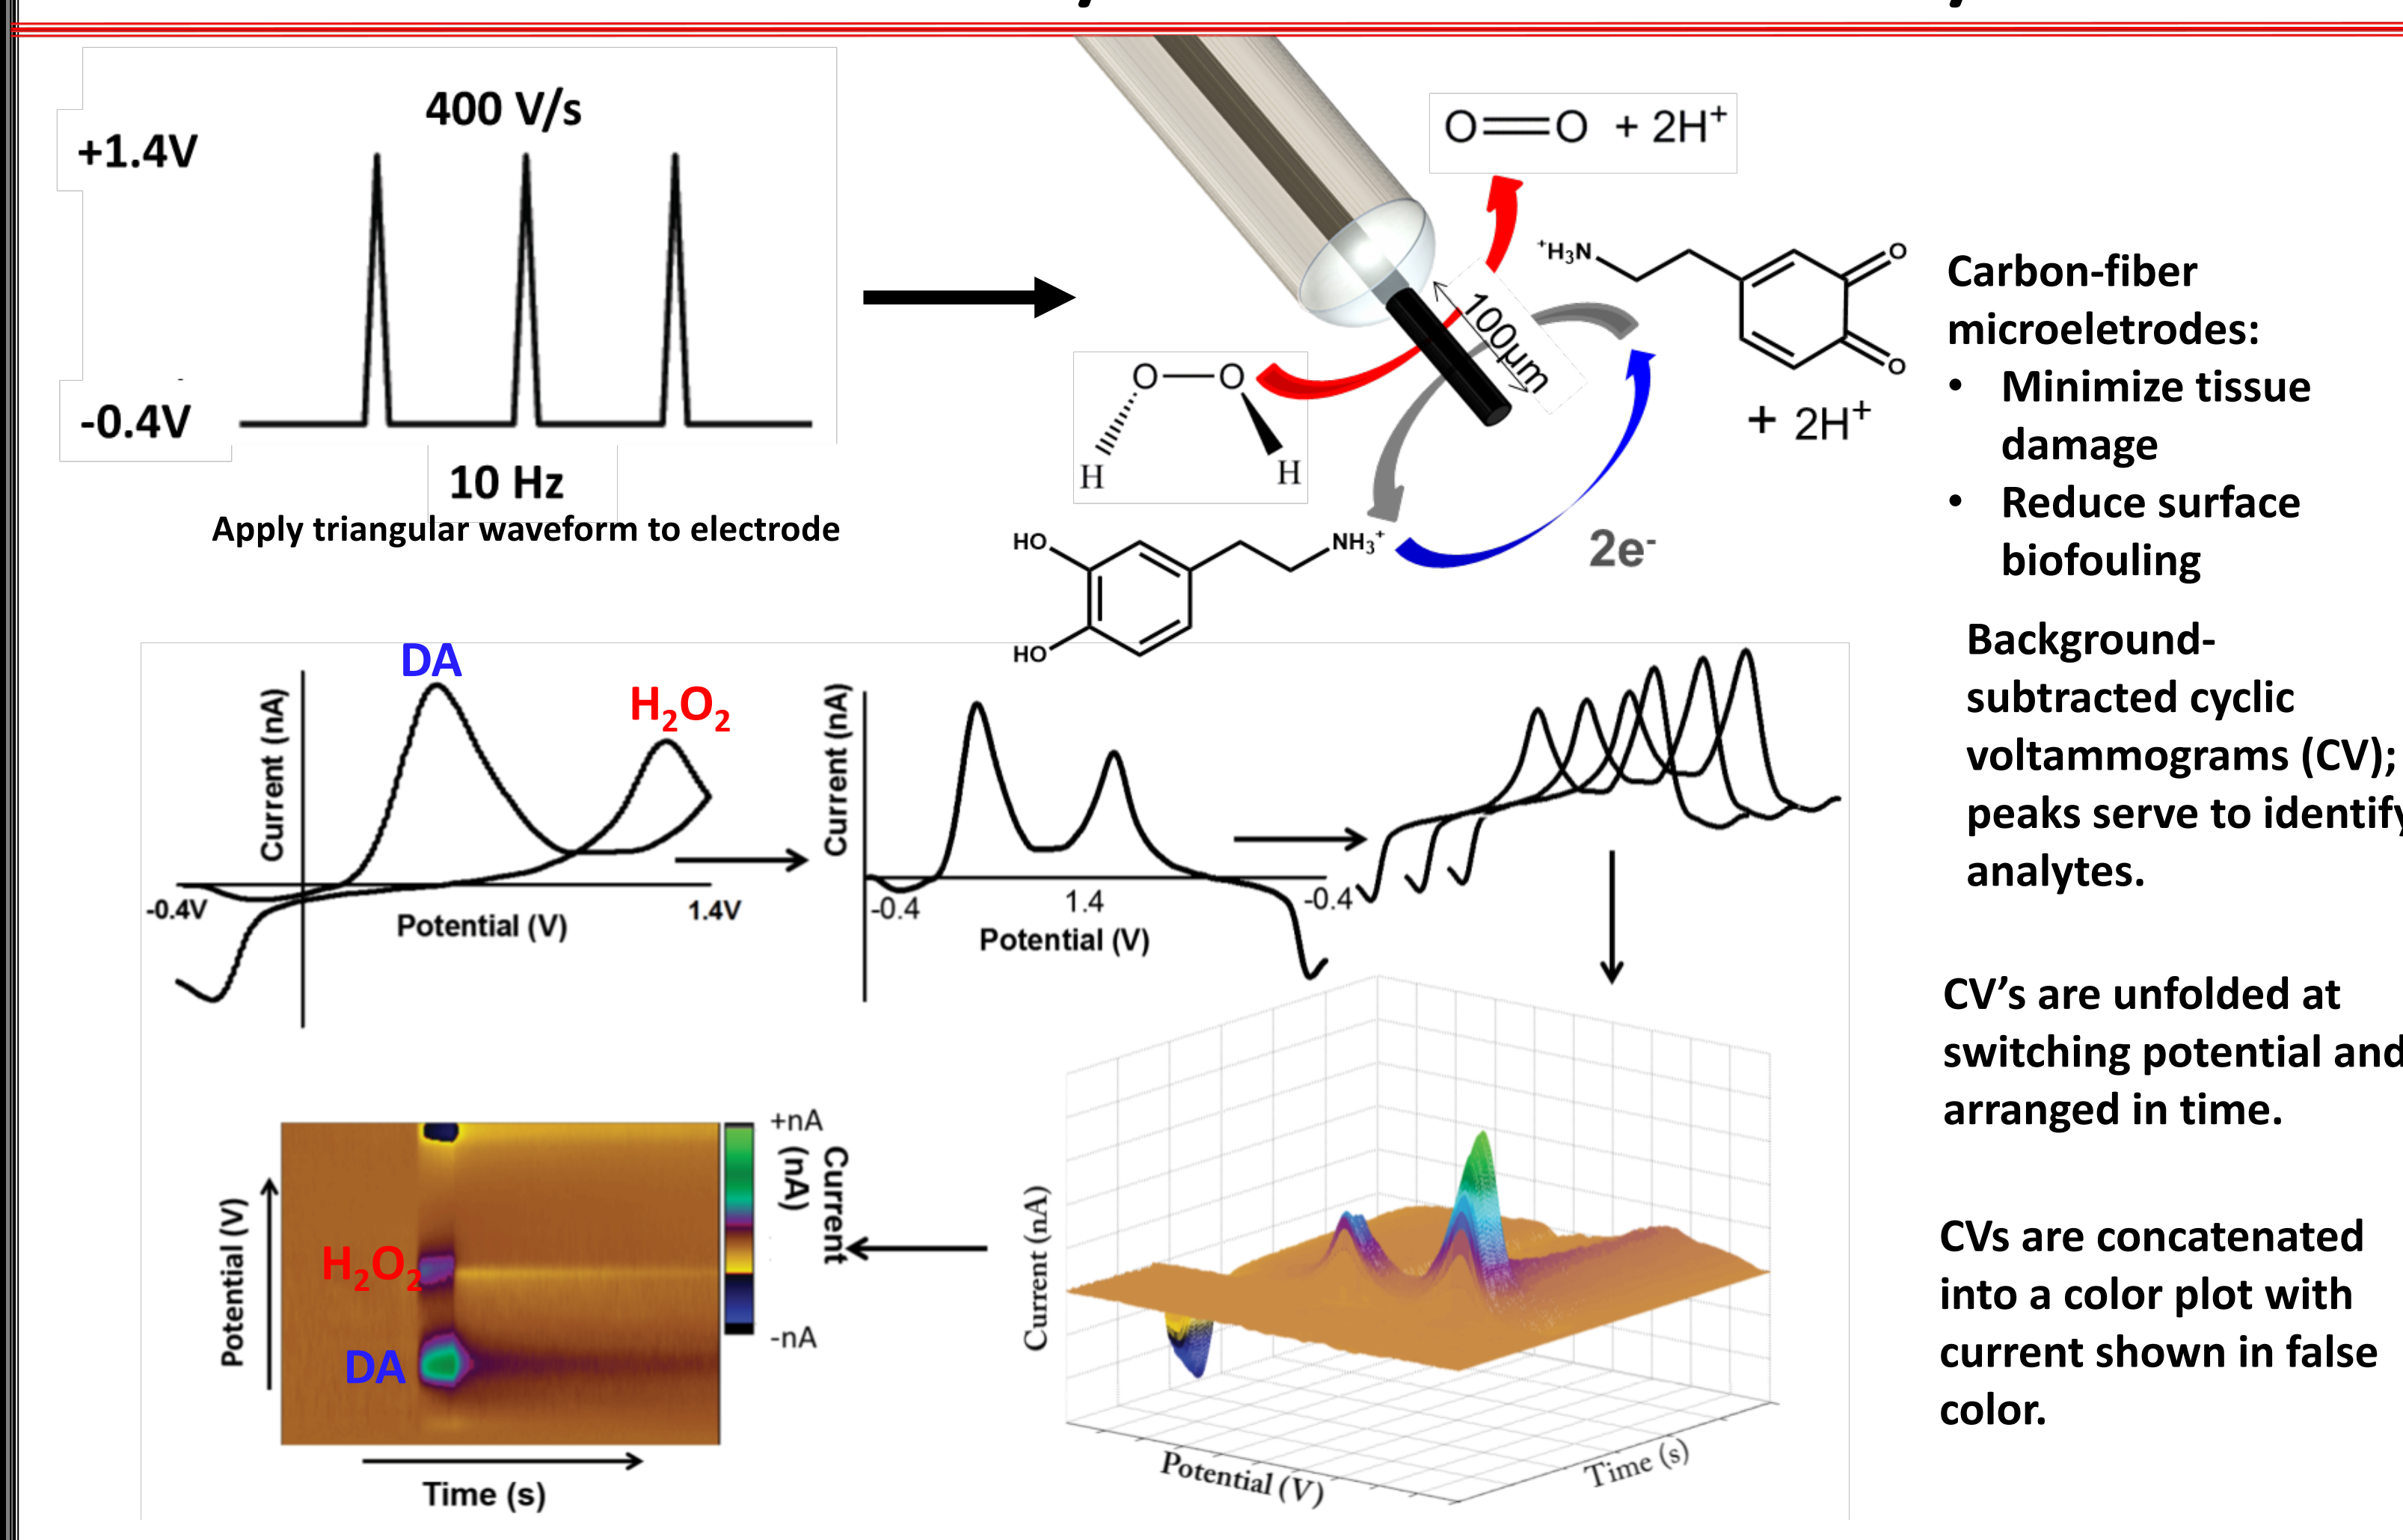 400 V/s
+1.4V
-0.4V
10 Hz
Apply triangular waveform to electrode
O O + 2H+
+H3N
O
O
+ 2H+
100μm
O O
H H
HO
HO
NH3+
2e-
Carbon-fiber
microeletrodes:
• Minimize tissue
damage
• Reduce surface
biofouling
DA
H2O2
Current (nA)
-0.4V
Potential (V)
1.4V
Current (nA)
-0.4
1.4
-0.4
Potential (V)
Background-
subtracted cyclic
voltammograms (CV);
peaks serve to identify
analytes.
CV's are unfolded at
switching potential and
arranged in time.
CVs are concatenated
into a color plot with
current shown in false
color.
Potential (V)
H2O2
DA
Time (s)
+nA
-nA
Current
(nA)
Current (nA)
Potential (V)
Time (s)